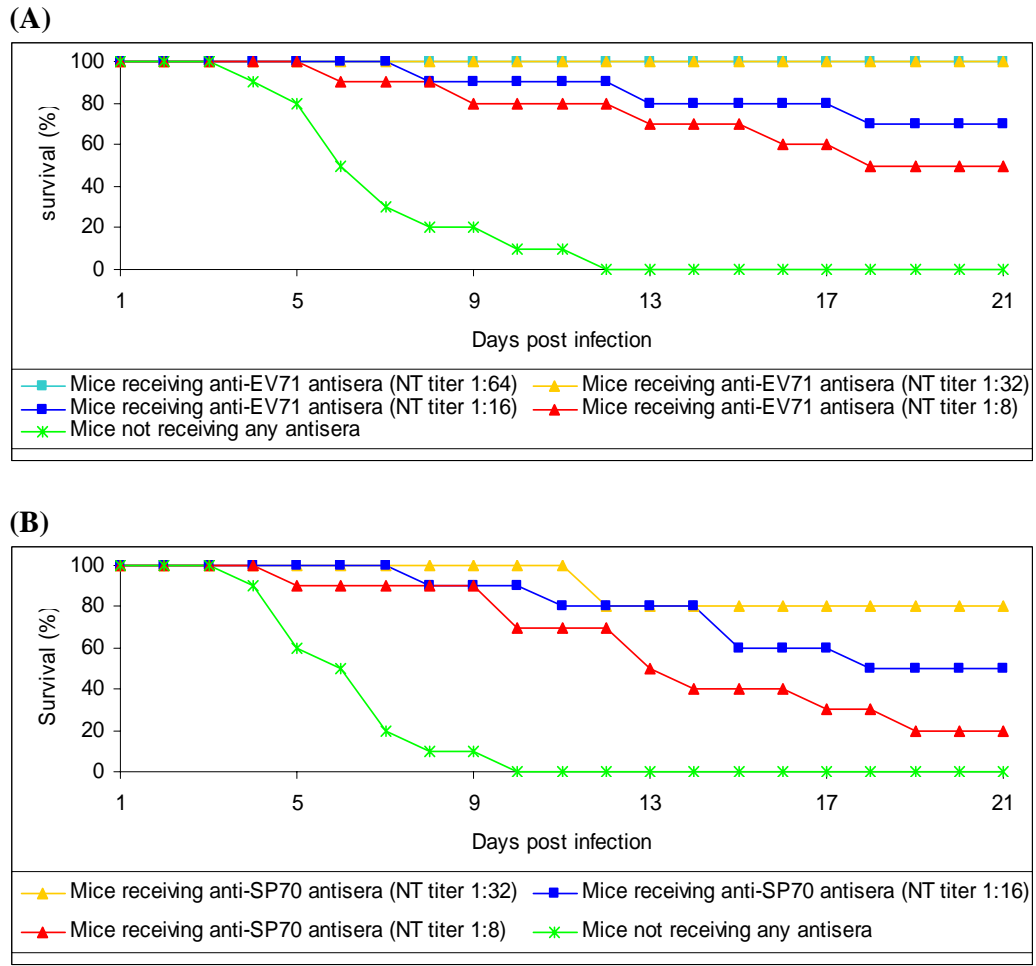 (A)
survival (%)
100
80
60
40
20
0
1 5 9 13 17 21
Days post infection
Mice receiving anti-EV71 antisera (NT titer 1:64) Mice receiving anti-EV71 antisera (NT titer 1:32)
Mice receiving anti-EV71 antisera (NT titer 1:16) Mice receiving anti-EV71 antisera (NT titer 1:8)
Mice not receiving any antisera
(B)
Survival (%)
100
80
60
40
20
0
1 5 9 13 17 21
Days post infection
Mice receiving anti-SP70 antisera (NT titer 1:32) Mice receiving anti-SP70 antisera (NT titer 1:16)
Mice receiving anti-SP70 antisera (NT titer 1:8) Mice not receiving any antisera